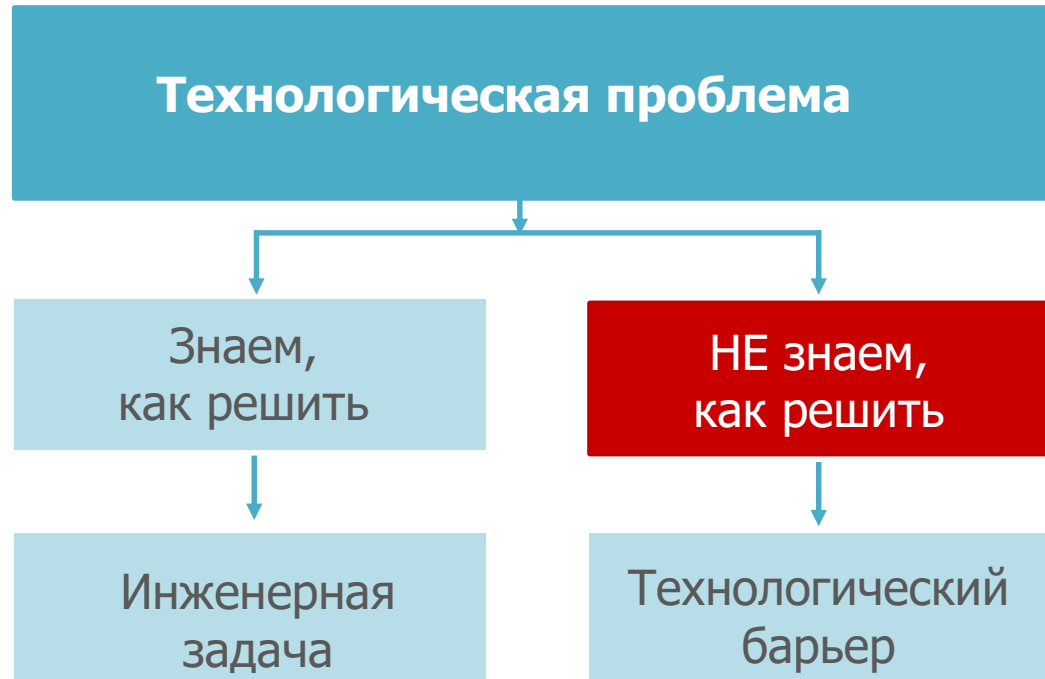 Технологическая проблема
Знаем,
как решить
НЕ знаем,
как решить
Инженерная
задача
Технологический
барьер